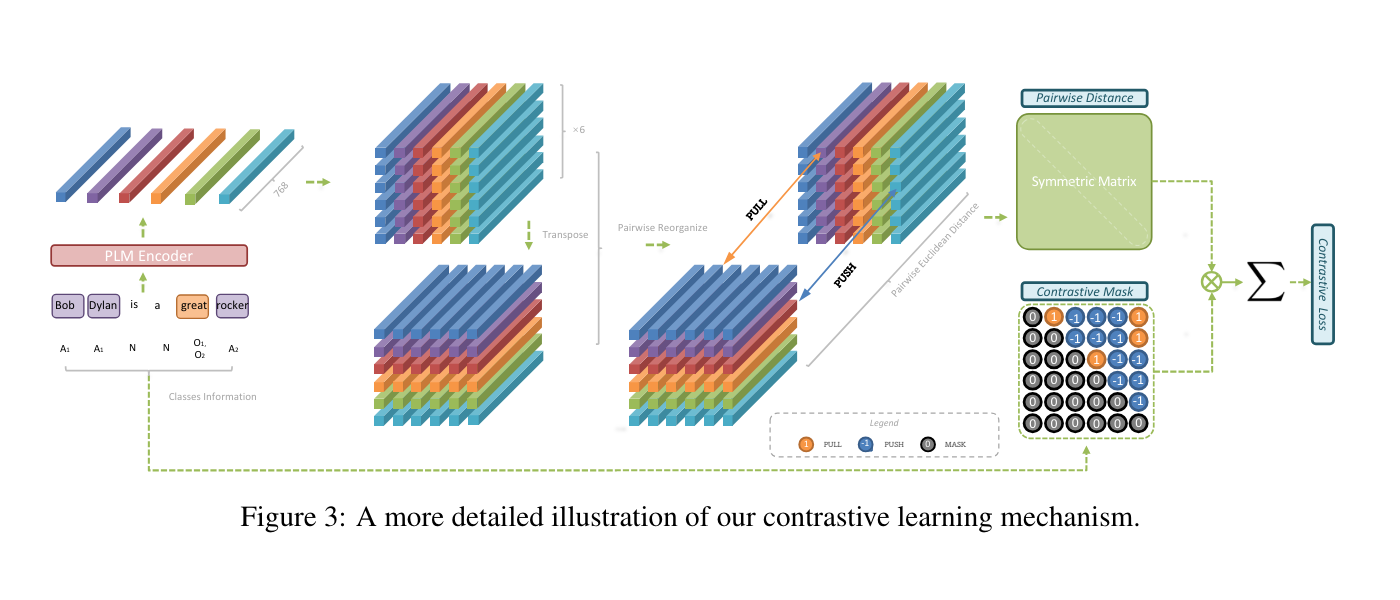 768
PLM Encoder
Bob Dylan is a great rocker
A1 A1 N N O1, O2 A2
Classes Information
×6
Transpose
Pairwise Reorganize
PULL
PUSH
Pairwise Euclidean Distance
Pairwise Distance
Symmetric Matrix
Contrastive Mask
0 1 -1 -1 -1 1
0 0 -1 -1 -1 1
0 0 0 1 -1 -1
0 0 0 0 -1 -1
0 0 0 0 0 -1
0 0 0 0 0 0
Legend
1 PULL -1 PUSH 0 MASK
∑
Contrastive Loss
Figure 3: A more detailed illustration of our contrastive learning mechanism.